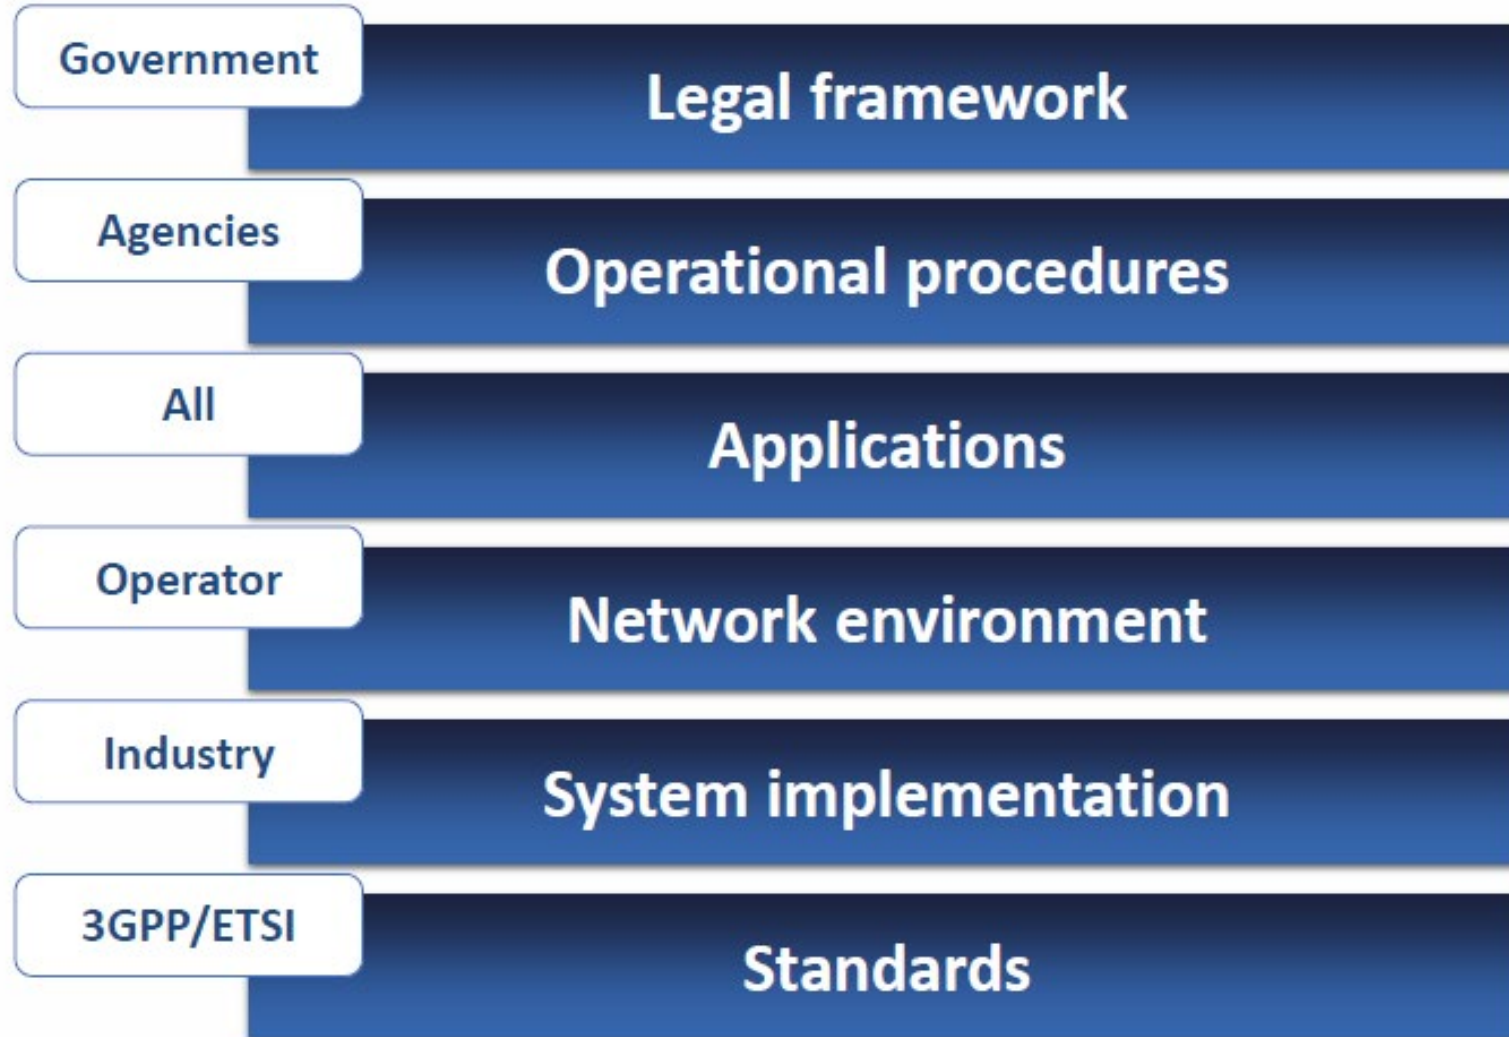 Government
Legal framework
Agencies
Operational procedures
All
Applications
Operator
Network environment
Industry
System implementation
3GPP/ETSI
Standards